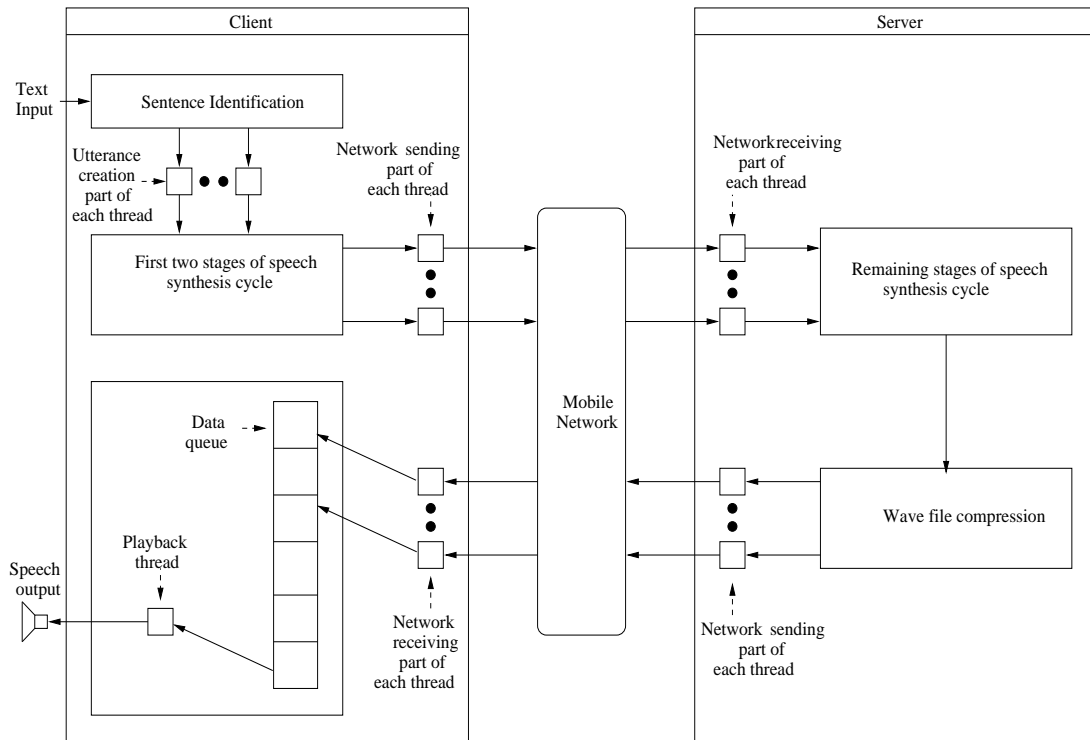 Client
Server
Text
Input
Sentence Identification
Utterance
creation
part of
each thread
Network sending
part of
each thread
Network receiving
part of
each thread
First two stages of speech
synthesis cycle
Remaining stages of speech
synthesis cycle
Mobile
Network
Data
queue
Wave file compression
Playback
thread
Speech
output
Network
receiving
part of
each thread
Network sending
part of
each thread